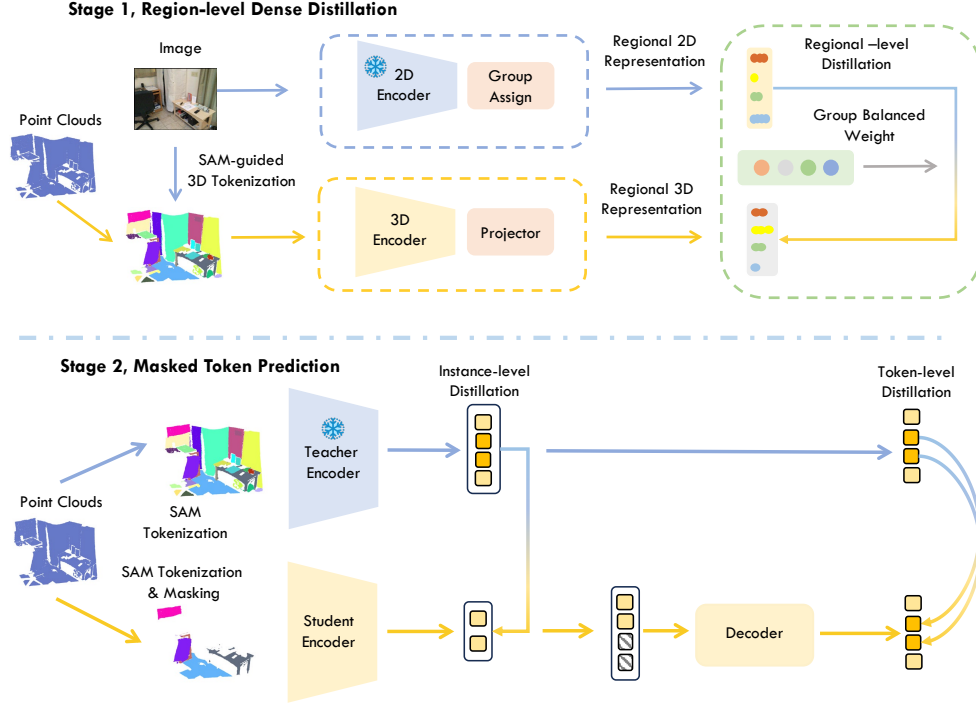 Stage 1, Region-level Dense Distillation
Image
2D
Encoder
Group
Assign
Regional 2D
Representation
Regional –level
Distillation
Point Clouds
Group Balanced
Weight
SAM-guided
3D Tokenization
3D
Encoder
Projector
Regional 3D
Representation
Stage 2, Masked Token Prediction
Instance-level
Distillation
Token-level
Distillation
Teacher
Encoder
Point Clouds
SAM
Tokenization
SAM Tokenization
& Masking
Student
Encoder
Decoder